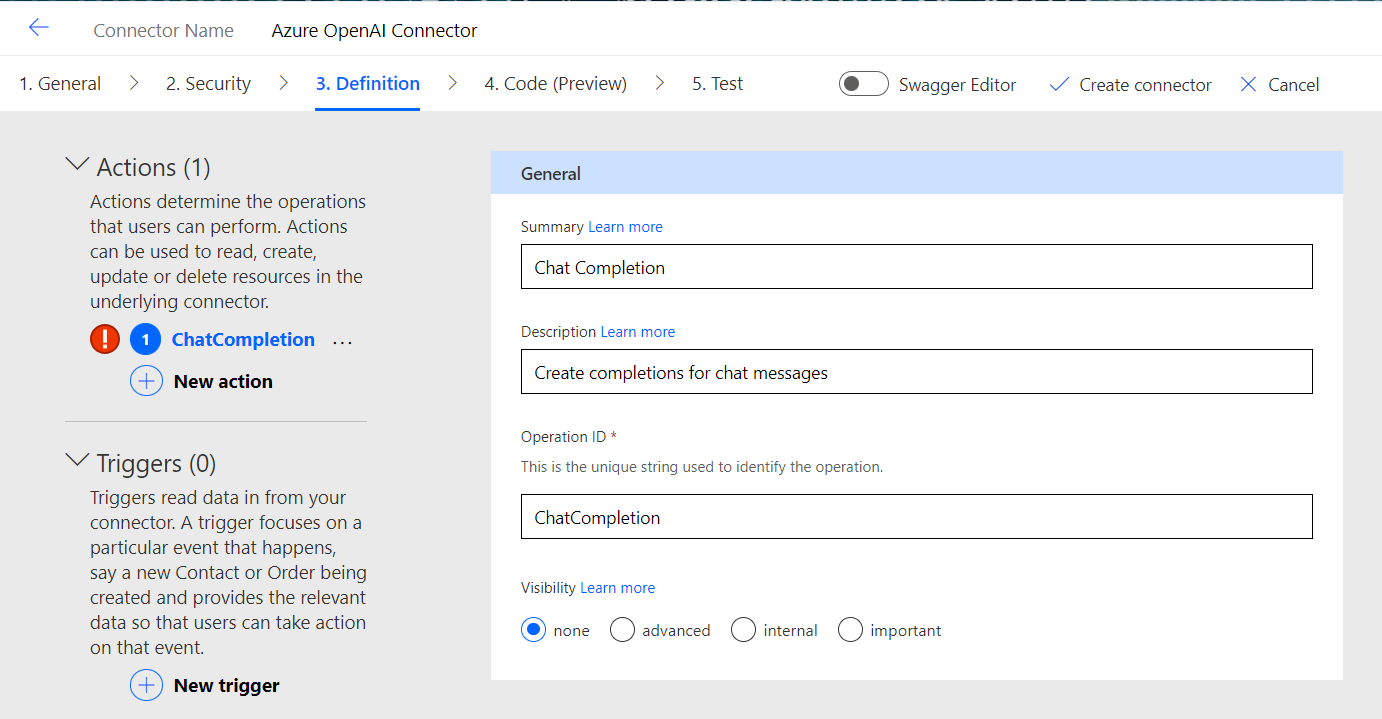 Connector Name Azure OpenAI Connector
1. General 2. Security 3. Definition 4. Code (Preview) 5. Test Swagger Editor Create connector Cancel
Actions (1)
Actions determine the operations
that users can perform. Actions
can be used to read, create,
update or delete resources in the
underlying connector.
! 1 ChatCompletion ...
New action
Triggers (0)
Triggers read data in from your
connector. A trigger focuses on a
particular event that happens,
say a new Contact or Order being
created and provides the relevant
data so that users can take action
on that event.
New trigger
General
Summary Learn more
Chat Completion
Description Learn more
Create completions for chat messages
Operation ID *
This is the unique string used to identify the operation.
ChatCompletion
Visibility Learn more
none advanced internal important